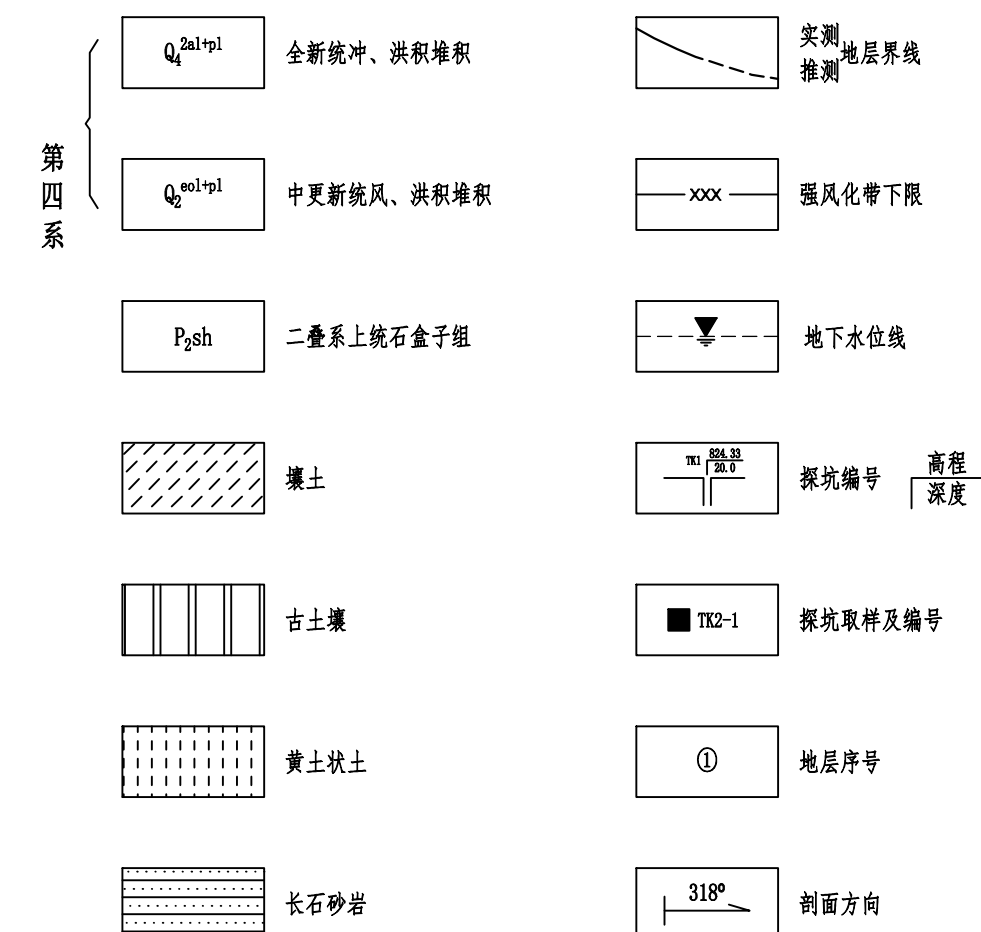 第四系
Q₄²ᵃˡ⁺ᵖˡ 全新统冲、洪积堆积
Q₂ᵉᵒˡ⁺ᵖˡ 中更新统风、洪积堆积
P₂sh 二叠系上统石盒子组
壤土
古土壤
黄土状土
长石砂岩
实测
推测
地层界线
XXX 强风化带下限
地下水位线
TK1 824.33
20.0
探坑编号 高程
深度
TK2-1 探坑取样及编号
① 地层序号
318° 剖面方向